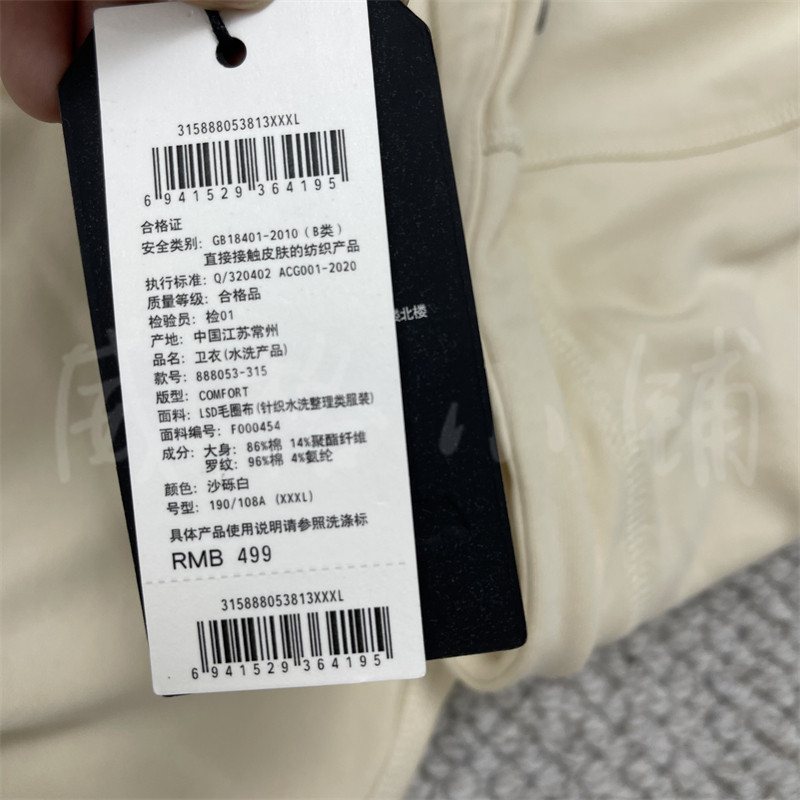 315888053813XXXL
6 941529 364195
合格证
安全类别: GB18401-2010 (B类)
直接接触皮肤的纺织产品
执行标准: Q/320402 ACG001-2020
质量等级: 合格品
检验员: 检01
产地: 中国江苏常州
品名: 卫衣(水洗产品)
款号: 888053-315
版型: COMFORT
面料: LSD毛圈布(针织水洗整理类服装)
面料编号: F000454
成分: 大身: 86%棉 14%聚酯纤维
罗纹: 96%棉 4%氨纶
颜色: 沙砾白
号型: 190/108A (XXXL)
具体产品使用说明请参照洗涤标
RMB 499
315888053813XXXL
6 941529 364195
北楼
小铺